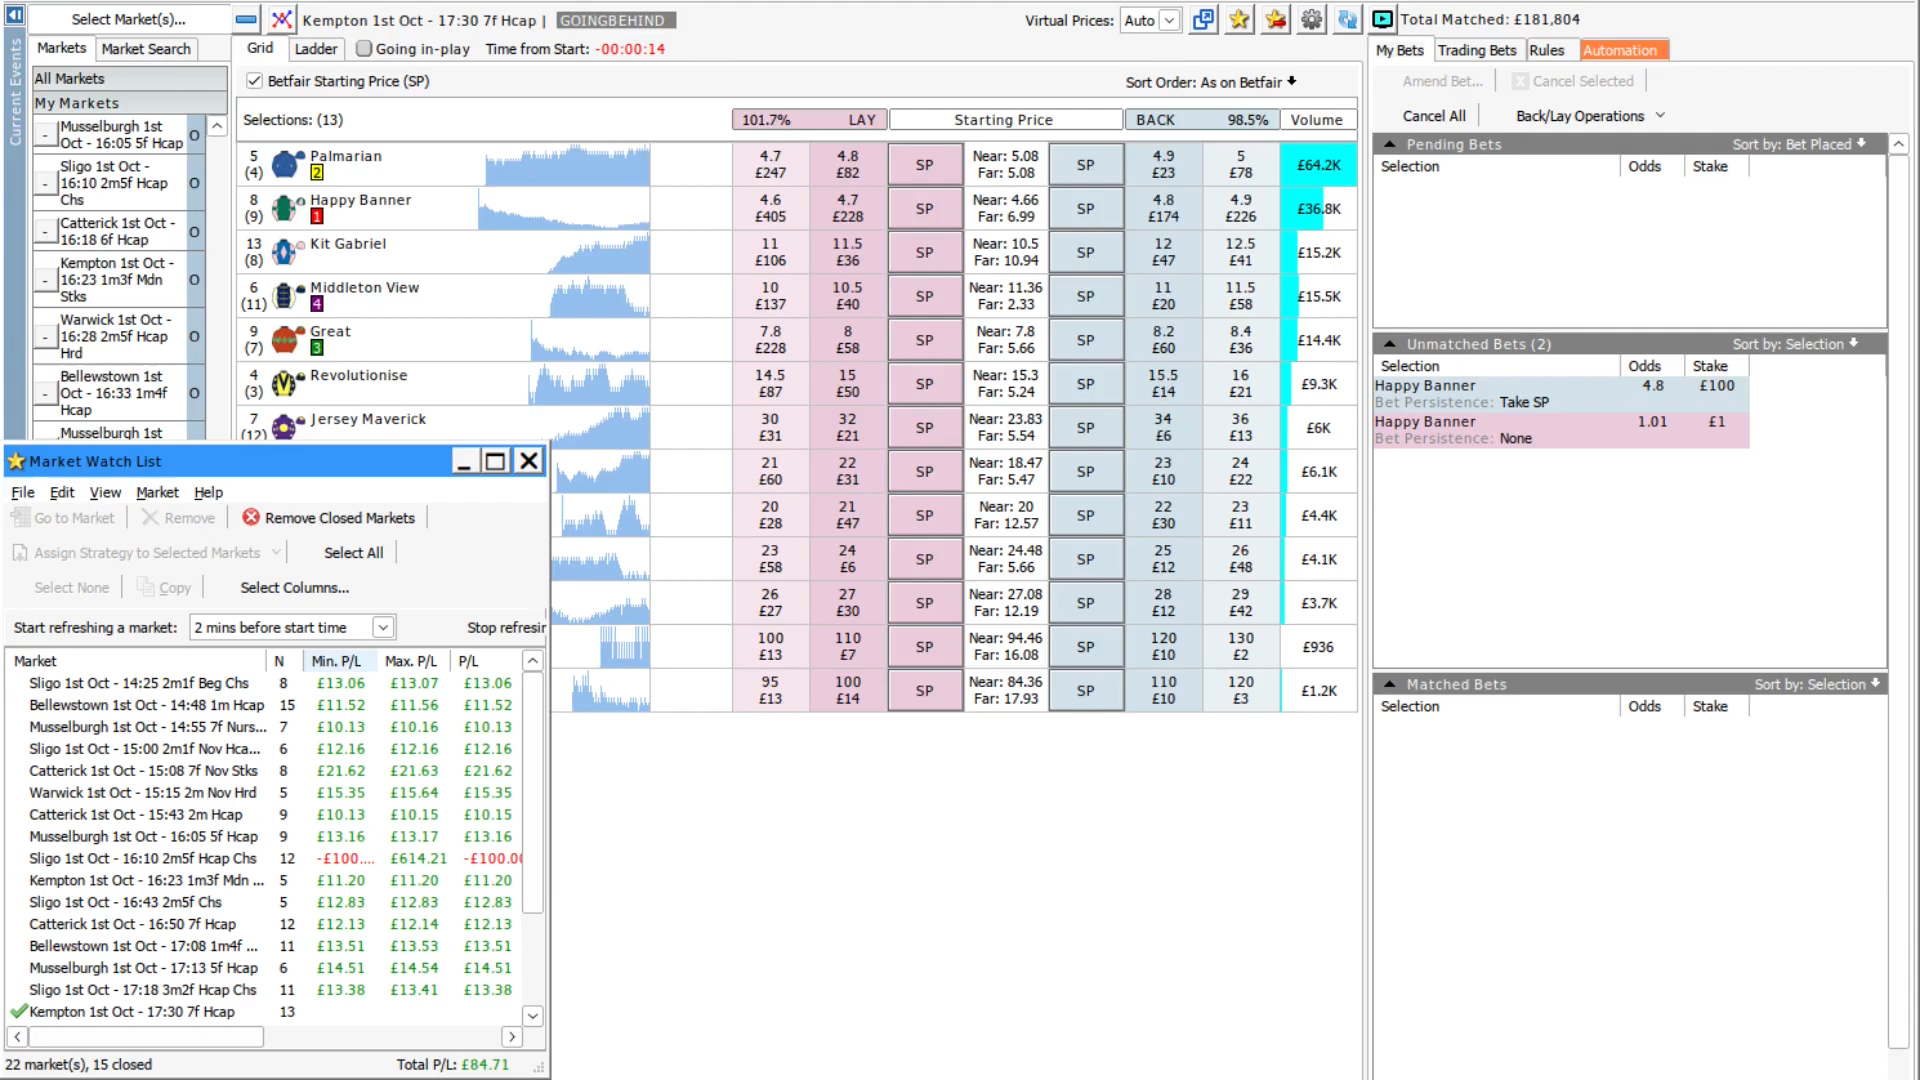 Select Market(s)...
Kempton 1st Oct - 17:30 7f Hcap |
GOINGBEHIND
Virtual Prices:
Auto
Total Matched: £181,804
Current Events
Markets
Market Search
Grid
Ladder
Going in-play
Time from Start: -00:00:14
My Bets
Trading Bets
Rules
Automation
All Markets
My Markets
Musselburgh 1st
Oct - 16:05 5f Hcap
O
Sligo 1st Oct -
16:10 2m5f Hcap
Chs
O
Catterick 1st Oct -
16:18 6f Hcap
O
Kempton 1st Oct -
16:23 1m3f Mdn
Stks
O
Warwick 1st Oct -
16:28 2m5f Hcap
Hrd
O
Bellewstown 1st
Oct - 16:33 1m4f
Hcap
O
Musselburgh 1st
Betfair Starting Price (SP)
Sort Order: As on Betfair
Selections: (13)
101.7% LAY
Starting Price
BACK 98.5%
Volume
5 Palmarian 4.7 4.8 SP Near: 5.08 SP 4.9 5 £64.2K
(4) 2 £247 £82 Far: 5.08 £23 £78
8 Happy Banner 4.6 4.7 SP Near: 4.66 SP 4.8 4.9 £36.8K
(9) 1 £405 £228 Far: 6.99 £174 £226
13 Kit Gabriel 11 11.5 SP Near: 10.5 SP 12 12.5 £15.2K
(8) £106 £36 Far: 10.94 £47 £41
6 Middleton View 10 10.5 SP Near: 11.36 SP 11 11.5 £15.5K
(11) 4 £137 £40 Far: 2.33 £20 £58
9 Great 7.8 8 SP Near: 7.8 SP 8.2 8.4 £14.4K
(7) 3 £228 £58 Far: 5.66 £60 £36
4 Revolutionise 14.5 15 SP Near: 15.3 SP 15.5 16 £9.3K
(3) £87 £50 Far: 5.24 £14 £21
7 Jersey Maverick 30 32 SP Near: 23.83 SP 34 36 £6K
(12) £31 £21 Far: 5.54 £6 £13
21 22 SP Near: 18.47 SP 23 24 £6.1K
£60 £31 Far: 5.47 £10 £22
20 21 SP Near: 20 SP 22 23 £4.4K
£28 £47 Far: 12.57 £30 £11
23 24 SP Near: 24.48 SP 25 26 £4.1K
£58 £6 Far: 5.66 £12 £48
26 27 SP Near: 27.08 SP 28 29 £3.7K
£27 £30 Far: 12.19 £12 £42
100 110 SP Near: 94.46 SP 120 130 £936
£13 £7 Far: 16.08 £10 £2
95 100 SP Near: 84.36 SP 110 120 £1.2K
£13 £14 Far: 17.93 £10 £3
Market Watch List
File Edit View Market Help
Go to Market Remove Remove Closed Markets
Assign Strategy to Selected Markets Select All
Select None Copy Select Columns...
Start refreshing a market: 2 mins before start time Stop refresin
Market N Min. P/L Max. P/L P/L
Sligo 1st Oct - 14:25 2m1f Beg Chs 8 £13.06 £13.07 £13.06
Bellewstown 1st Oct - 14:48 1m Hcap 15 £11.52 £11.56 £11.52
Musselburgh 1st Oct - 14:55 7f Nurs... 7 £10.13 £10.16 £10.13
Sligo 1st Oct - 15:00 2m1f Nov Hca... 6 £12.16 £12.16 £12.16
Catterick 1st Oct - 15:08 7f Nov Stks 8 £21.62 £21.63 £21.62
Warwick 1st Oct - 15:15 2m Nov Hrd 5 £15.35 £15.64 £15.35
Catterick 1st Oct - 15:43 2m Hcap 9 £10.13 £10.15 £10.15
Musselburgh 1st Oct - 16:05 5f Hcap 9 £13.16 £13.17 £13.16
Sligo 1st Oct - 16:10 2m5f Hcap Chs 12 -£100.... £614.21 -£100.00
Kempton 1st Oct - 16:23 1m3f Mdn ... 5 £11.20 £11.20 £11.20
Sligo 1st Oct - 16:43 2m5f Chs 5 £12.83 £12.83 £12.83
Catterick 1st Oct - 16:50 7f Hcap 12 £12.13 £12.14 £12.13
Bellewstown 1st Oct - 17:08 1m4f ... 11 £13.51 £13.53 £13.51
Musselburgh 1st Oct - 17:13 5f Hcap 6 £14.51 £14.54 £14.51
Sligo 1st Oct - 17:18 3m2f Hcap Chs 11 £13.38 £13.41 £13.38
Kempton 1st Oct - 17:30 7f Hcap 13
22 market(s), 15 closed Total P/L: £84.71
Amend Bet... X Cancel Selected
Cancel All Back/Lay Operations
Pending Bets Sort by: Bet Placed
Selection Odds Stake
Unmatched Bets (2) Sort by: Selection
Selection Odds Stake
Happy Banner 4.8 £100
Bet Persistence: Take SP
Happy Banner 1.01 £1
Bet Persistence: None
Matched Bets Sort by: Selection
Selection Odds Stake